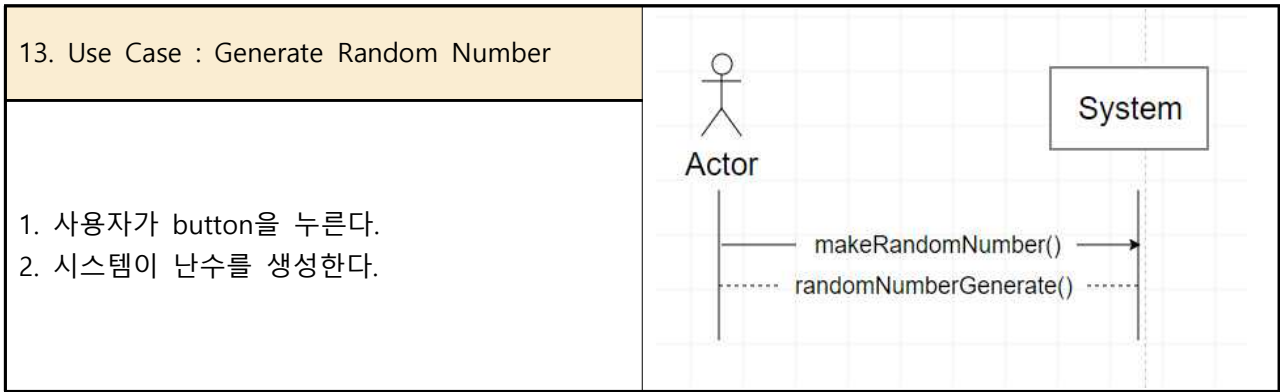 13. Use Case : Generate Random Number
1. 사용자가 button을 누른다.
2. 시스템이 난수를 생성한다.
Actor
System
makeRandomNumber()
randomNumberGenerate()